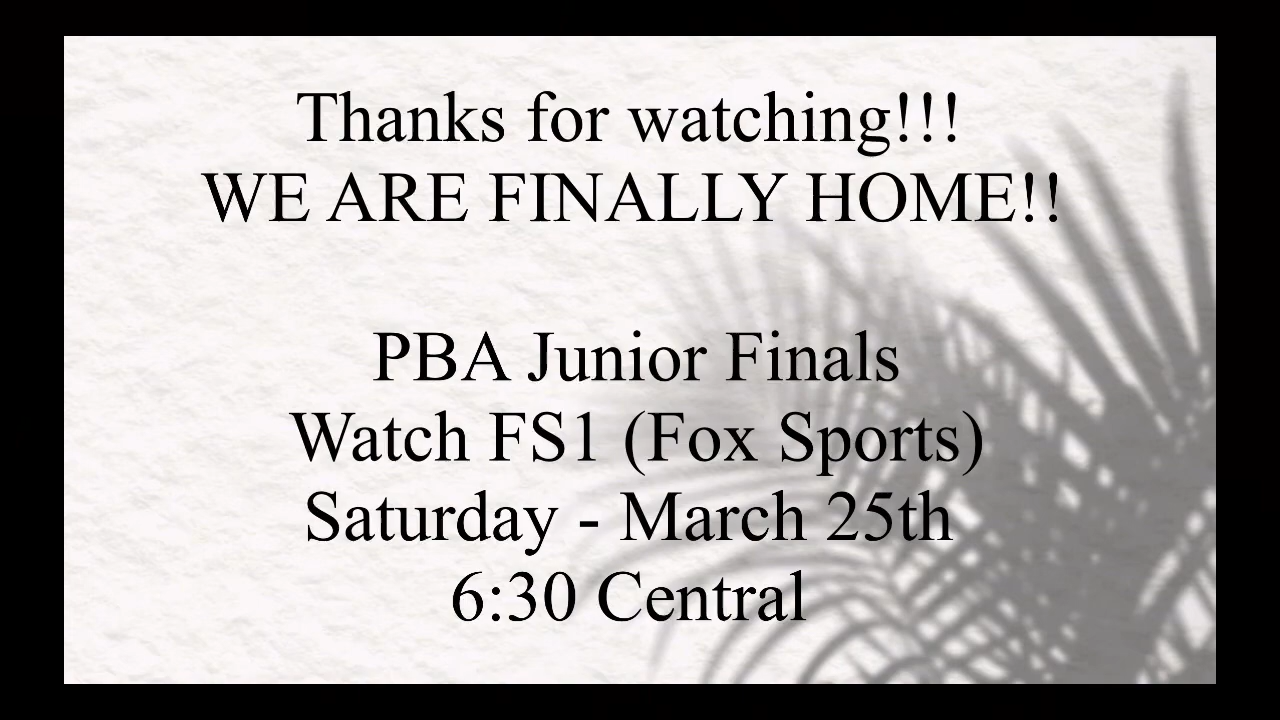 Thanks for watching!!!
WE ARE FINALLY HOME!!
PBA Junior Finals
Watch FS1 (Fox Sports)
Saturday - March 25th
6:30 Central